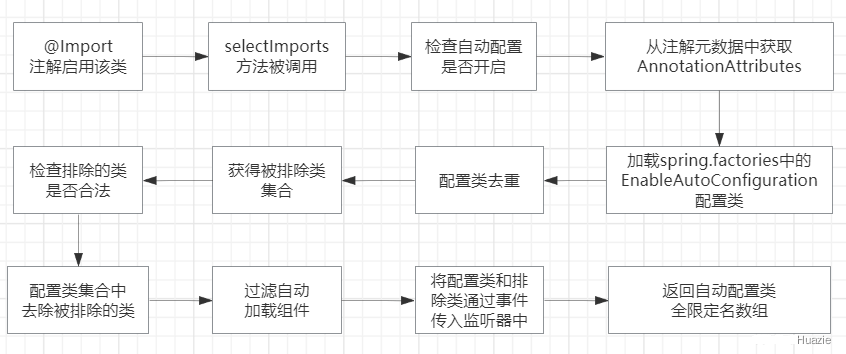 @Import
注解启用该类
selectImports
方法被调用
检查自动配置
是否开启
从注解元数据中获取
AnnotationAttributes
加载spring.factories中的
EnableAutoConfiguration
配置类
配置类去重
获得被排除类
集合
检查排除的类
是否合法
配置类集合中
去除被排除的类
过滤自动
加载组件
将配置类和排
除类通过事件
传入监听器中
返回自动配置类
全限定名数组
Huazie